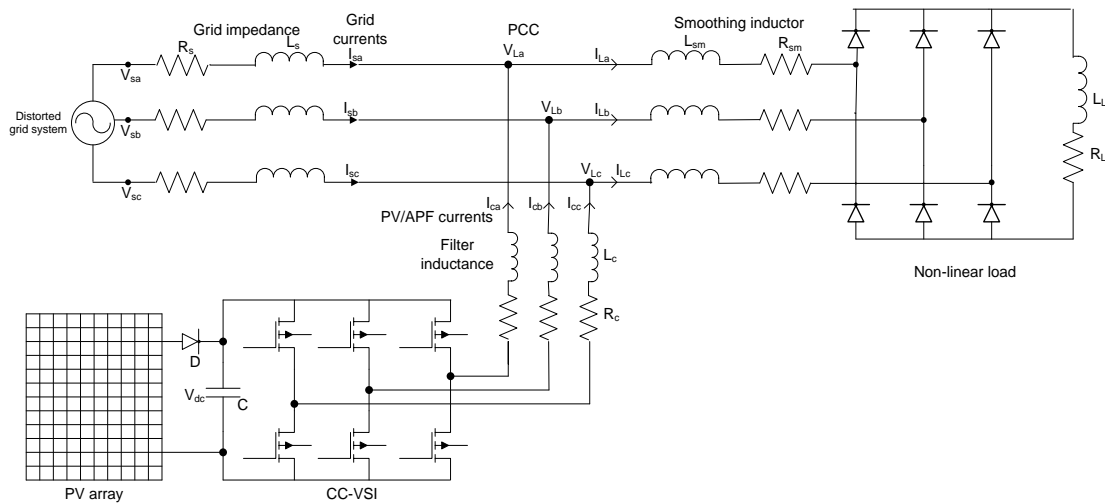 Grid impedance
Grid currents
PCC
Smoothing inductor
Rs
Ls
Isa
VLa
ILa
Lsm
Rsm
Vsa
Distorted grid system
Vsb
Isb
VLb
ILb
LL
RL
Vsc
Isc
VLc
ILc
Ica
Icb
Icc
PV/APF currents
Filter inductance
Lc
Non-linear load
Rc
D
Vdc
C
PV array
CC-VSI